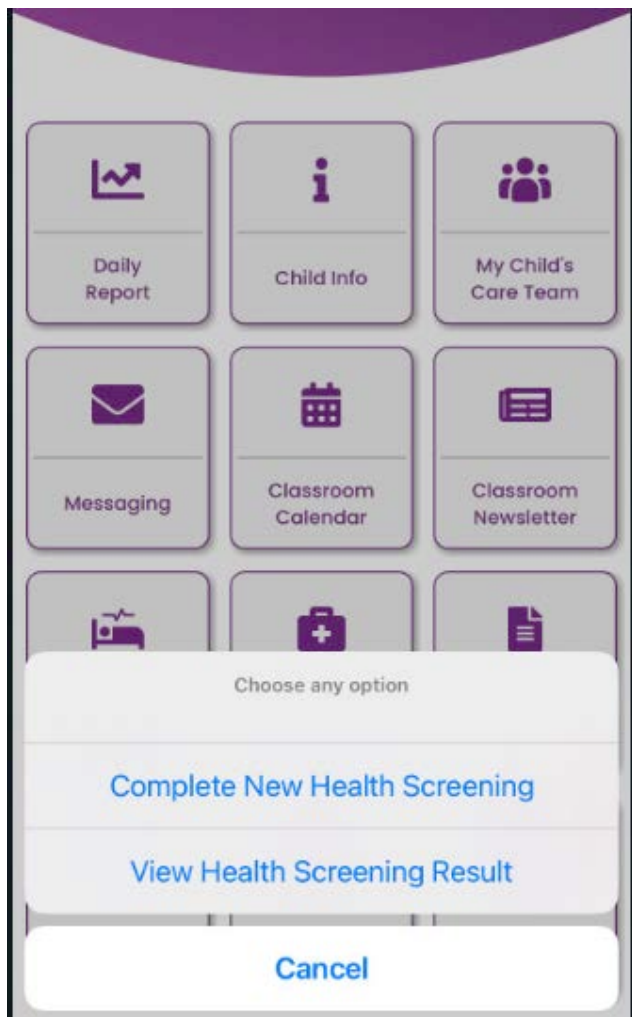 Daily
Report
Child Info
My Child's
Care Team
Messaging
Classroom
Calendar
Classroom
Newsletter
Choose any option
Complete New Health Screening
View Health Screening Result
Cancel